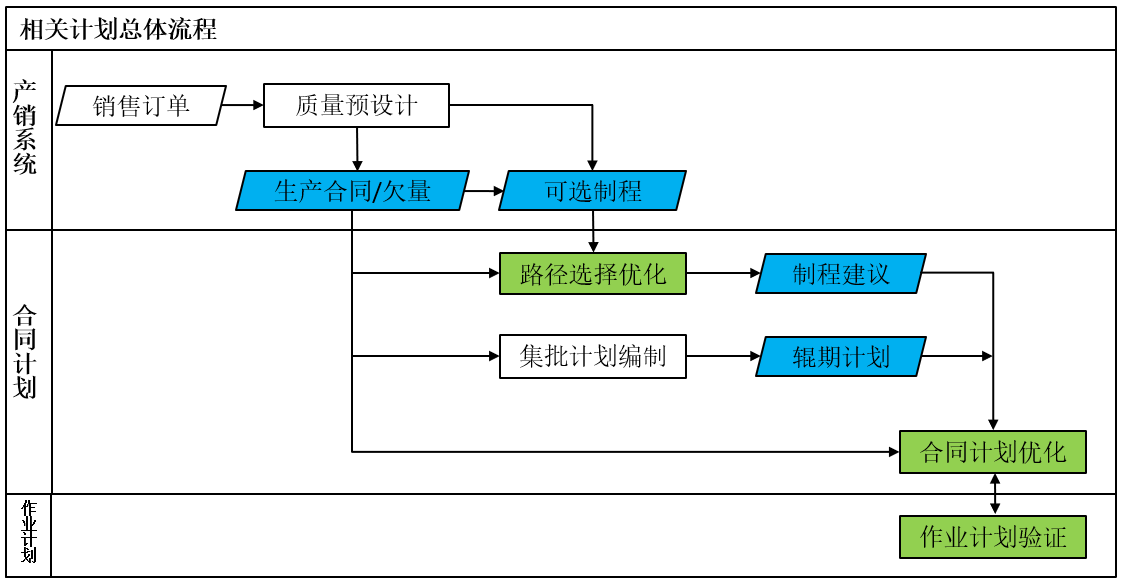 相关计划总体流程
产销系统
销售订单
质量预设计
生产合同/欠量
可选制程
合同计划
路径选择优化
制程建议
集批计划编制
辊期计划
合同计划优化
作业计划
作业计划验证